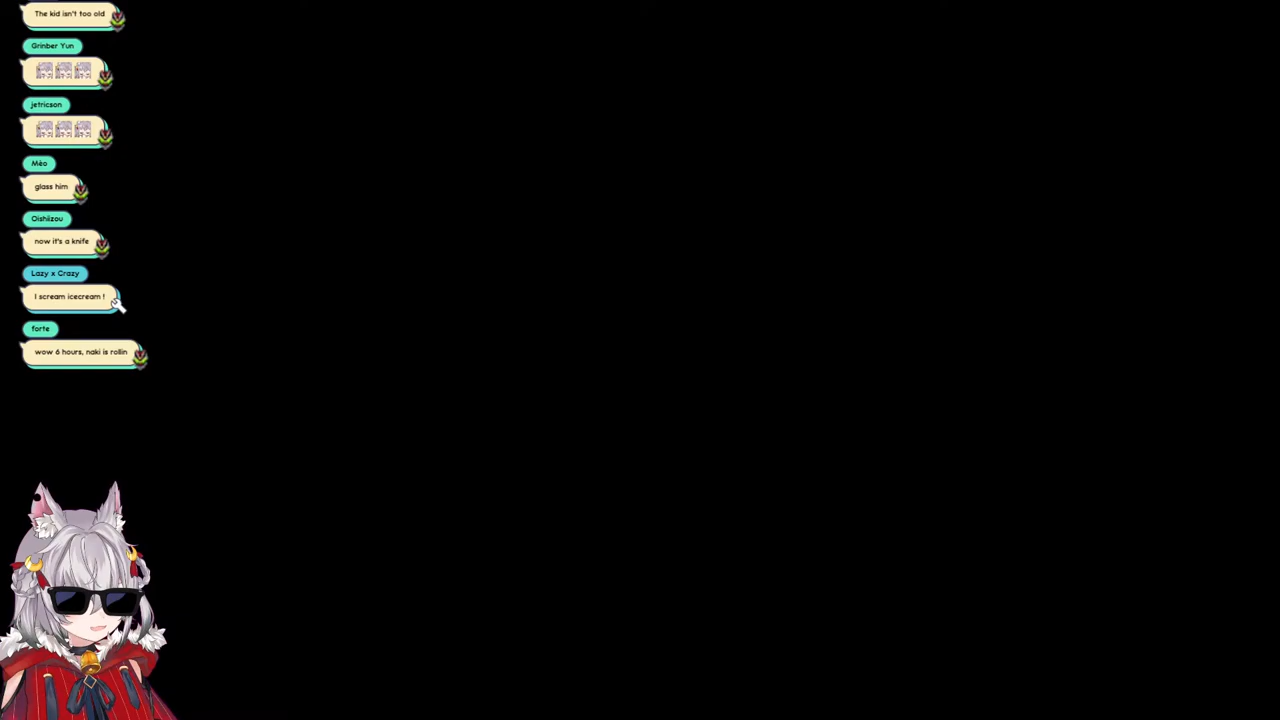 The kid isn't too old
Grinber Yun
jetricson
Mèo
glass him
Oishiizou
now it's a knife
Lazy x Crazy
I scream icecream !
forte
wow 6 hours, naki is rollin